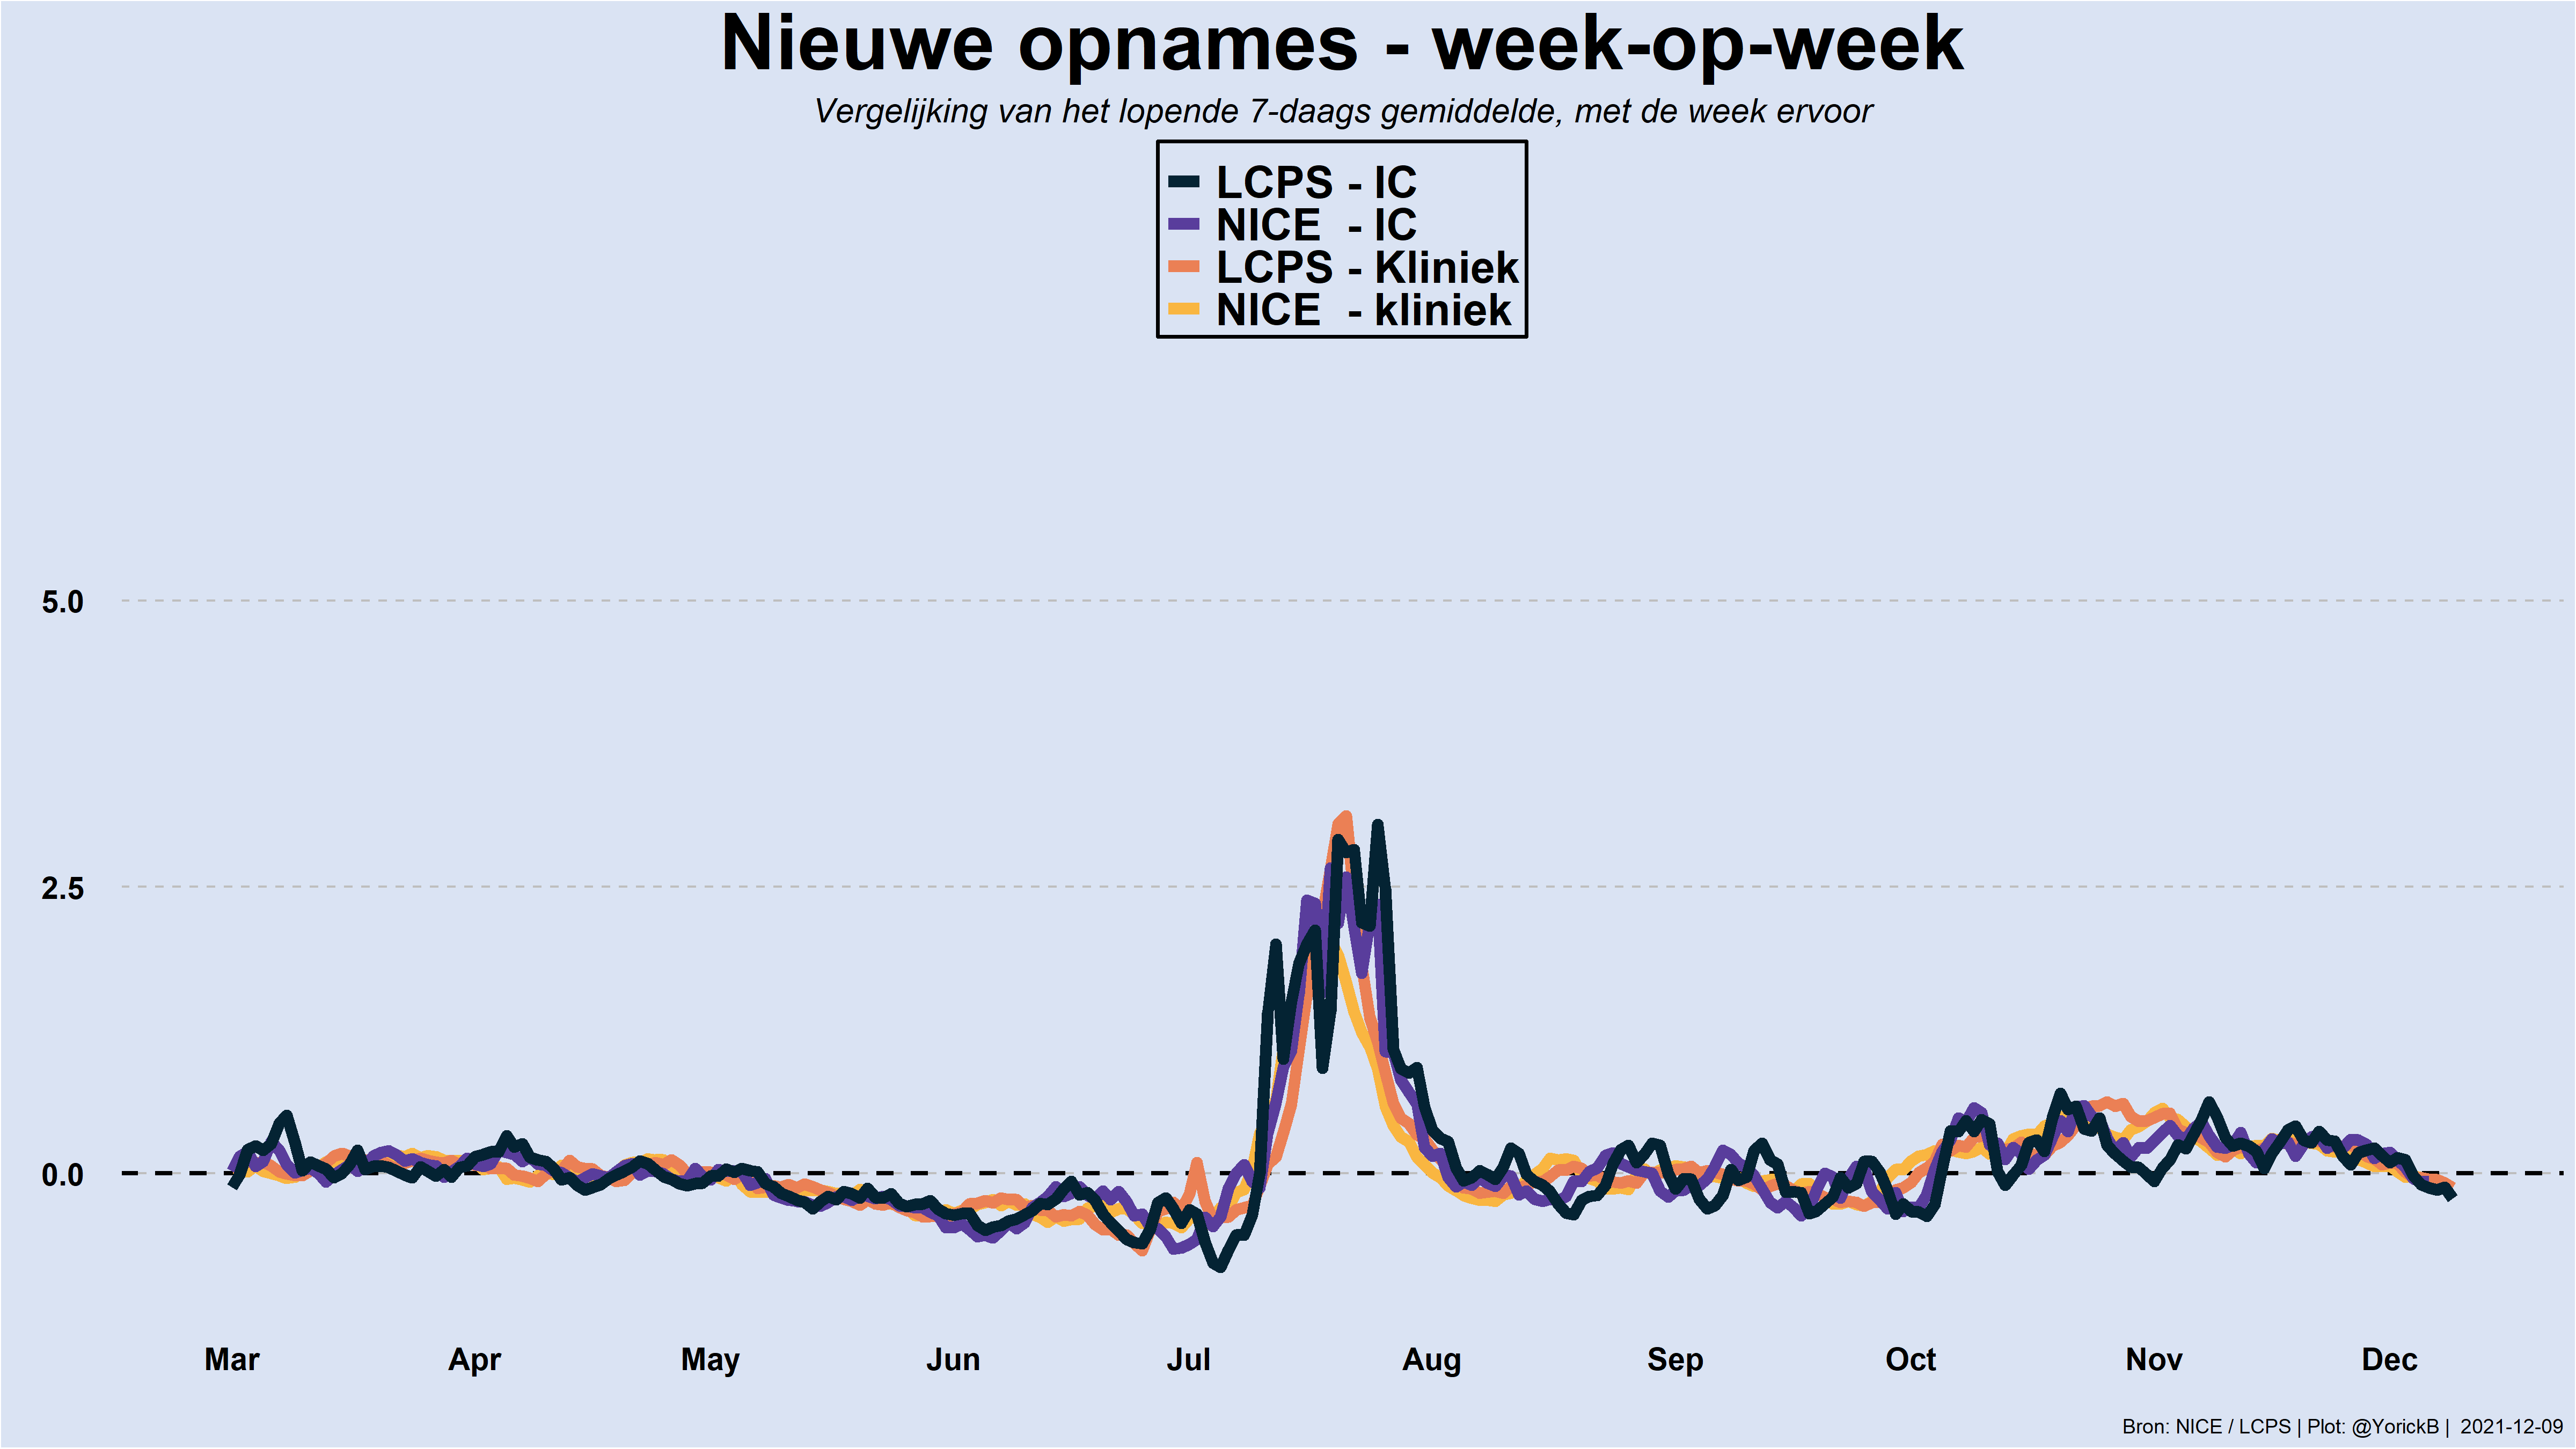 Nieuwe opnames - week-op-week
Vergelijking van het lopende 7-daags gemiddelde, met de week ervoor
LCPS - IC
NICE - IC
LCPS - Kliniek
NICE - kliniek
5.0
2.5
0.0
Mar Apr May Jun Jul Aug Sep Oct Nov Dec
Bron: NICE / LCPS | Plot: @YorickB | 2021-12-09